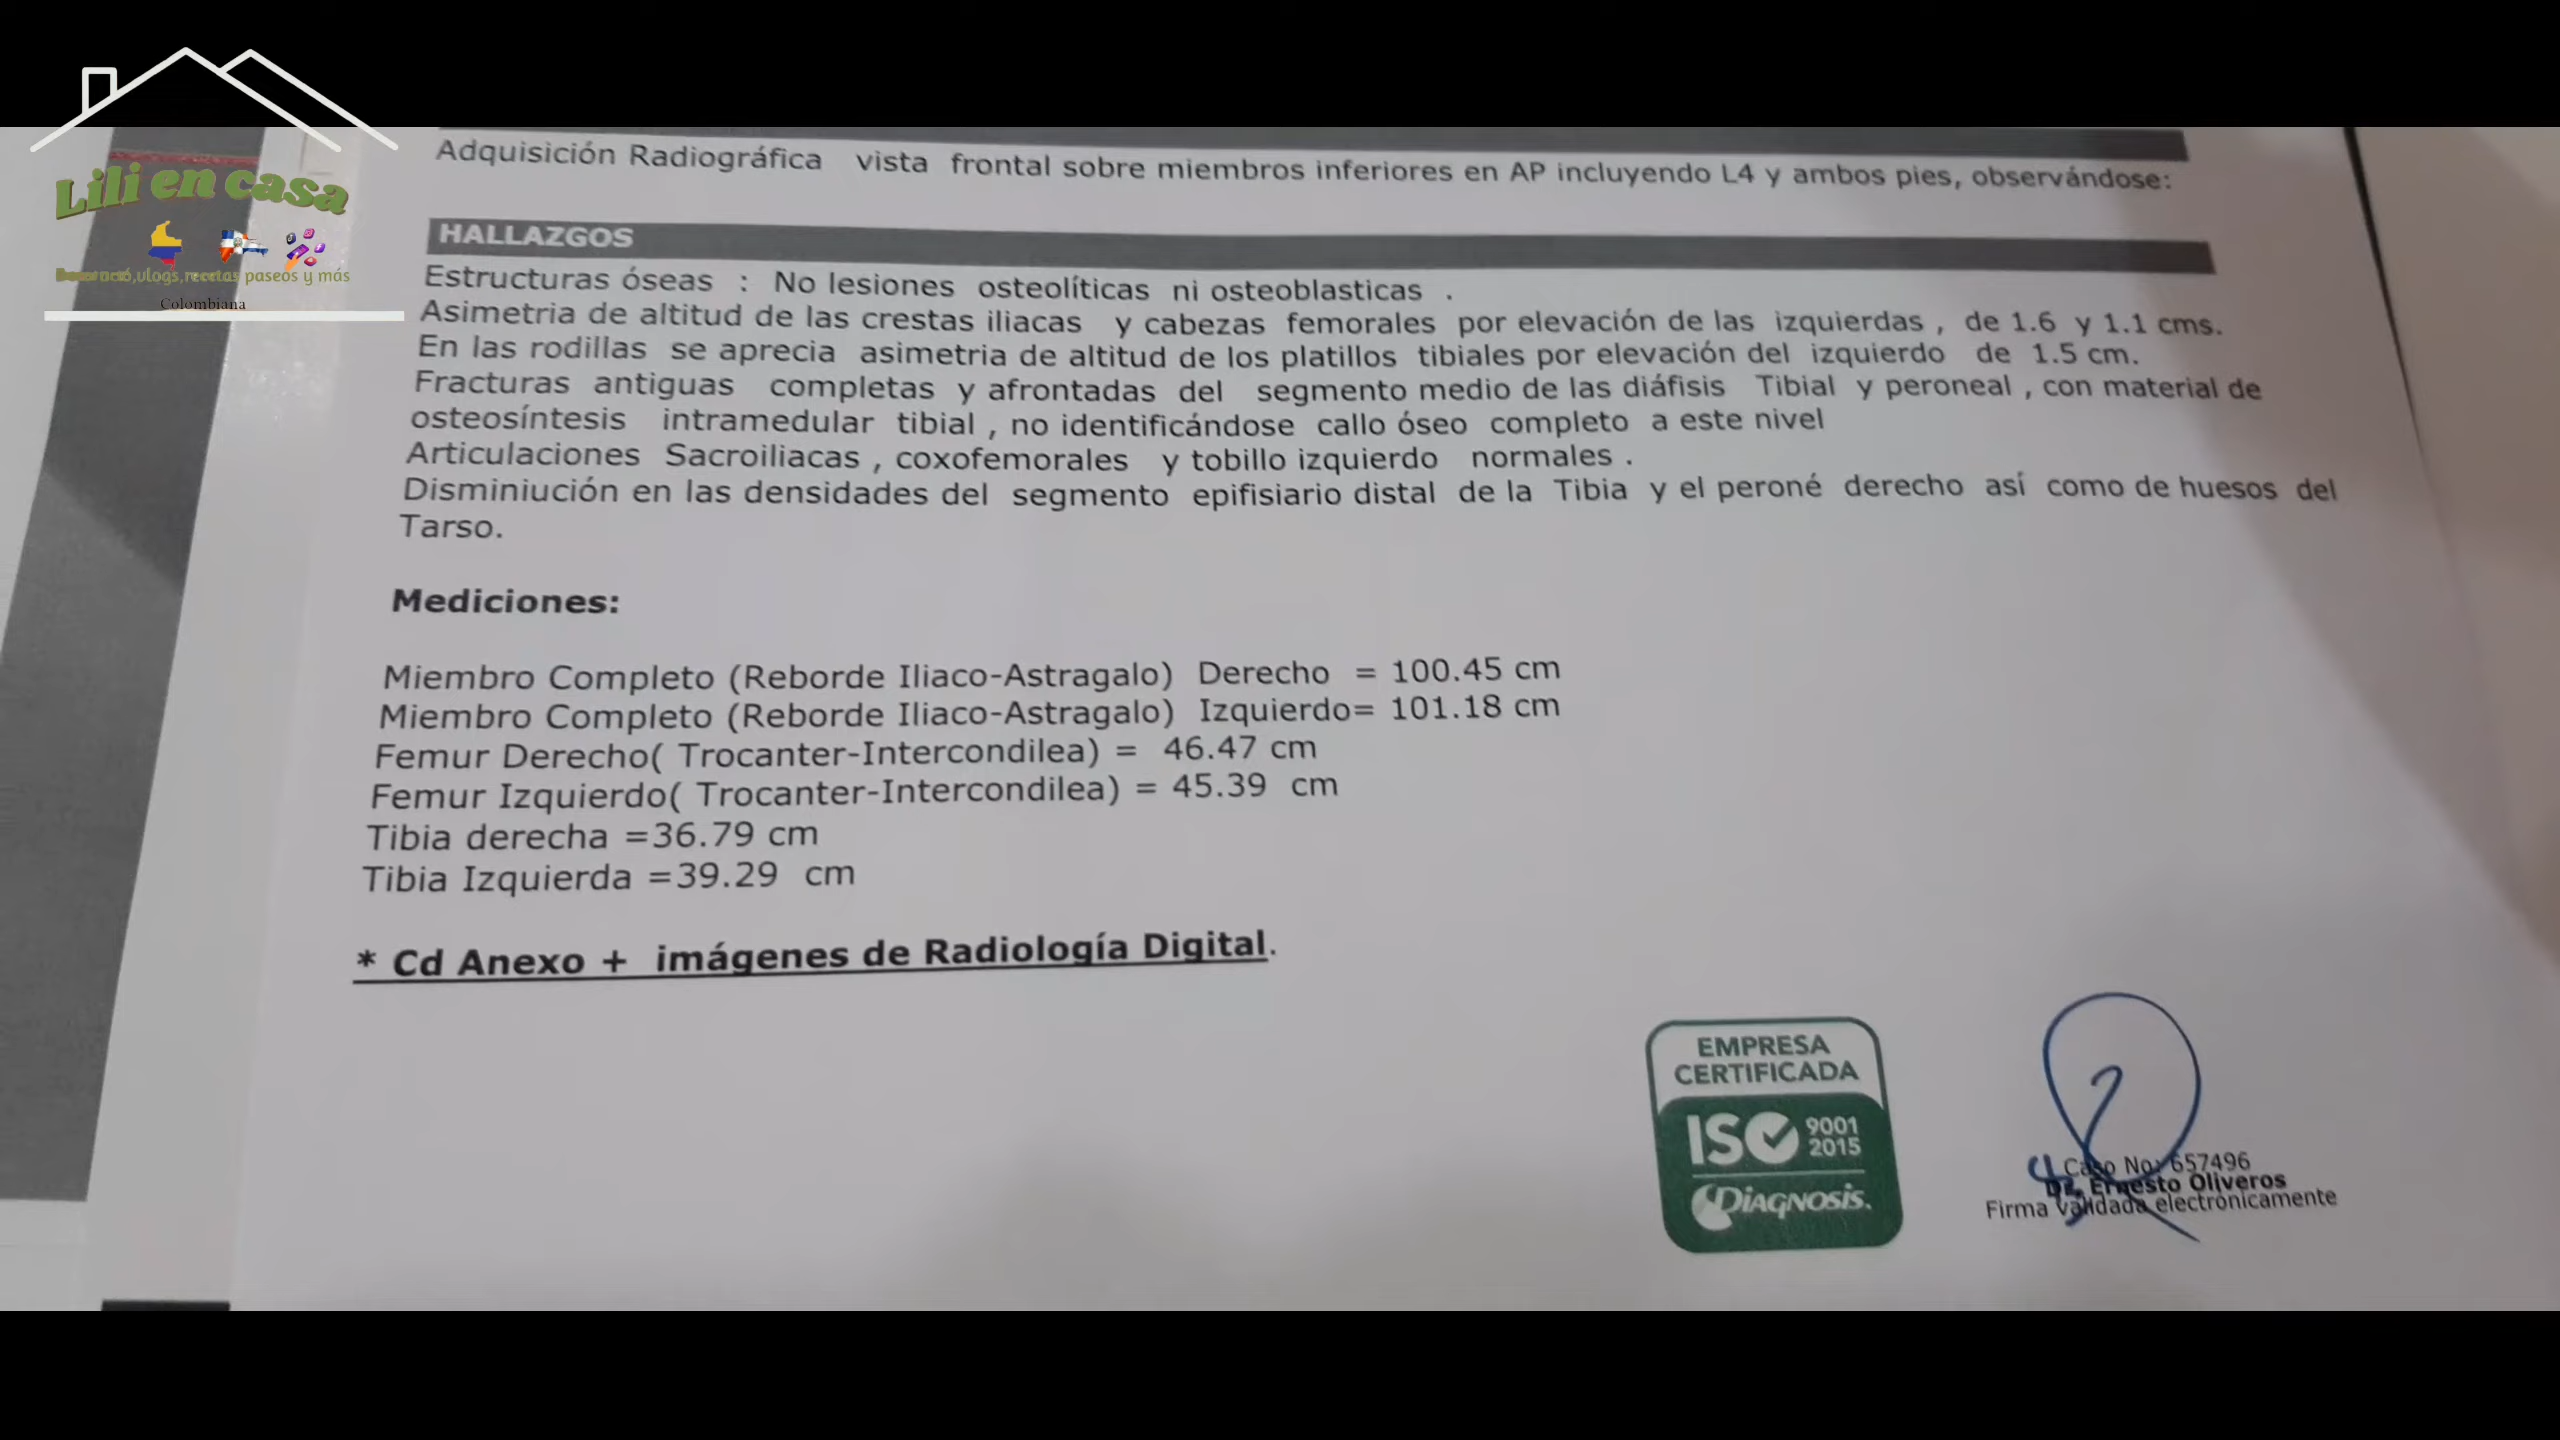 Lili en casa
,vlogs,recetas paseos y más
Colombiana
Adquisición Radiográfica vista frontal sobre miembros inferiores en AP incluyendo L4 y ambos pies, observándose:
HALLAZGOS
Estructuras óseas : No lesiones osteolíticas ni osteoblasticas .
Asimetria de altitud de las crestas iliacas y cabezas femorales por elevación de las izquierdas , de 1.6 y 1.1 cms.
En las rodillas se aprecia asimetria de altitud de los platillos tibiales por elevación del izquierdo de 1.5 cm.
Fracturas antiguas completas y afrontadas del segmento medio de las diáfisis Tibial y peroneal , con material de
osteosíntesis intramedular tibial , no identificándose callo óseo completo a este nivel
Articulaciones Sacroiliacas , coxofemorales y tobillo izquierdo normales .
Disminiución en las densidades del segmento epifisiario distal de la Tibia y el peroné derecho así como de huesos del
Tarso.
Mediciones:
Miembro Completo (Reborde Iliaco-Astragalo) Derecho = 100.45 cm
Miembro Completo (Reborde Iliaco-Astragalo) Izquierdo= 101.18 cm
Femur Derecho( Trocanter-Intercondilea) = 46.47 cm
Femur Izquierdo( Trocanter-Intercondilea) = 45.39 cm
Tibia derecha =36.79 cm
Tibia Izquierda =39.29 cm
* Cd Anexo + imágenes de Radiología Digital.
EMPRESA
CERTIFICADA
ISO 9001
2015
DIAGNOSIS.
Caso No: 657496
Dr. Ernesto Oliveros
Firma validada electrónicamente